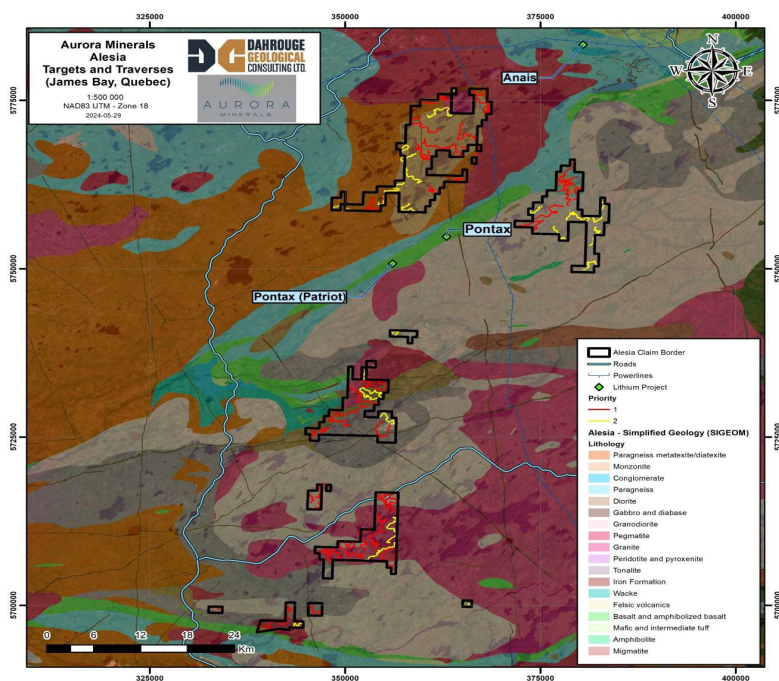 325000 350000 375000 400000
Aurora Minerals
Alesia
Targets and Traverses
(James Bay, Quebec)
1:500 000
NAD83 UTM - Zone 18
2024-05-29
DAHROUGE
GEOLOGICAL
CONSULTING LTD.
AURORA
MINERALS
N
W E
S
Anais
5775000 5775000
Pontax
5750000 5750000
Pontax (Patriot)
Alesia Claim Border
Roads
Powerlines
Lithium Project
Priority
1
2
Alesia - Simplified Geology (SIGEOM)
Lithology
Paragneiss metatexite/diatexite
Monzonite
Conglomerate
Paragneiss
Diorite
Gabbro and diabase
Granodiorite
Pegmatite
Granite
Peridotite and pyroxenite
Tonalite
Iron Formation
Wacke
Felsic volcanics
Basalt and amphibolized basalt
Mafic and intermediate tuff
Amphibolite
Migmatite
5725000 5725000
5700000 5700000
0 6 12 18 24
Km
325000 350000 375000 400000